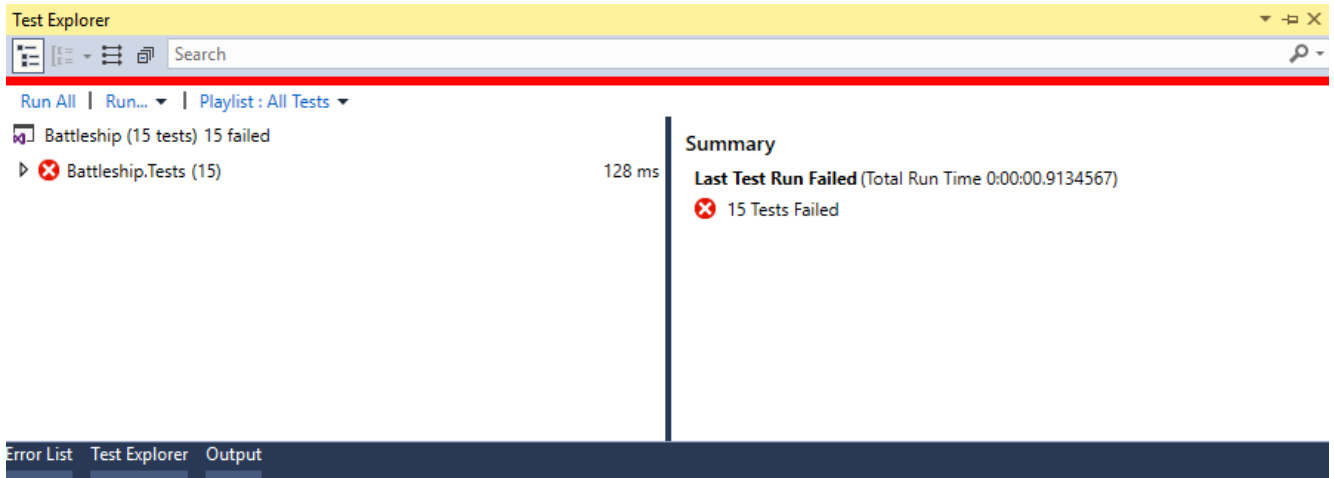 Test Explorer
Search
Run All | Run... | Playlist : All Tests
Battleship (15 tests) 15 failed
Battleship.Tests (15) 128 ms
Summary
Last Test Run Failed (Total Run Time 0:00:00.9134567)
15 Tests Failed
Error List Test Explorer Output